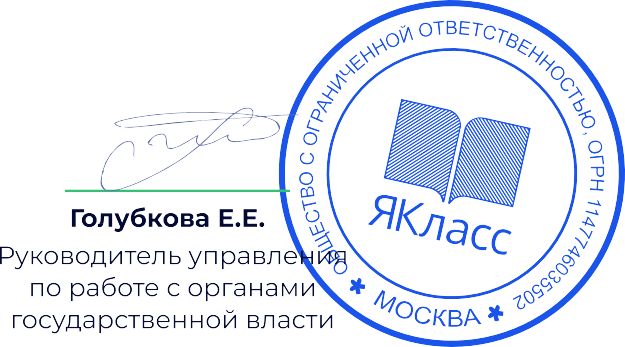 Голубкова Е.Е.
Руководитель управления
по работе с органами
государственной власти
ОБЩЕСТВО С ОГРАНИЧЕННОЙ ОТВЕТСТВЕННОСТЬЮ, ОГРН 1147746035502
ЯКласс
* МОСКВА *